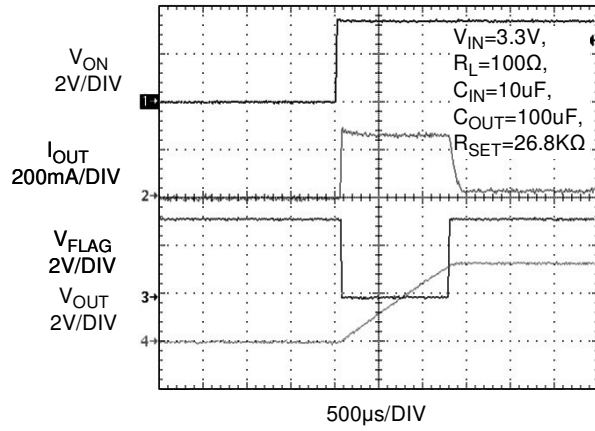 V_ON
2V/DIV
V_IN=3.3V,
R_L=100Ω,
C_IN=10uF,
C_OUT=100uF,
R_SET=26.8KΩ
1
I_OUT
200mA/DIV
2
V_FLAG
2V/DIV
V_OUT
2V/DIV
3
4
500µs/DIV